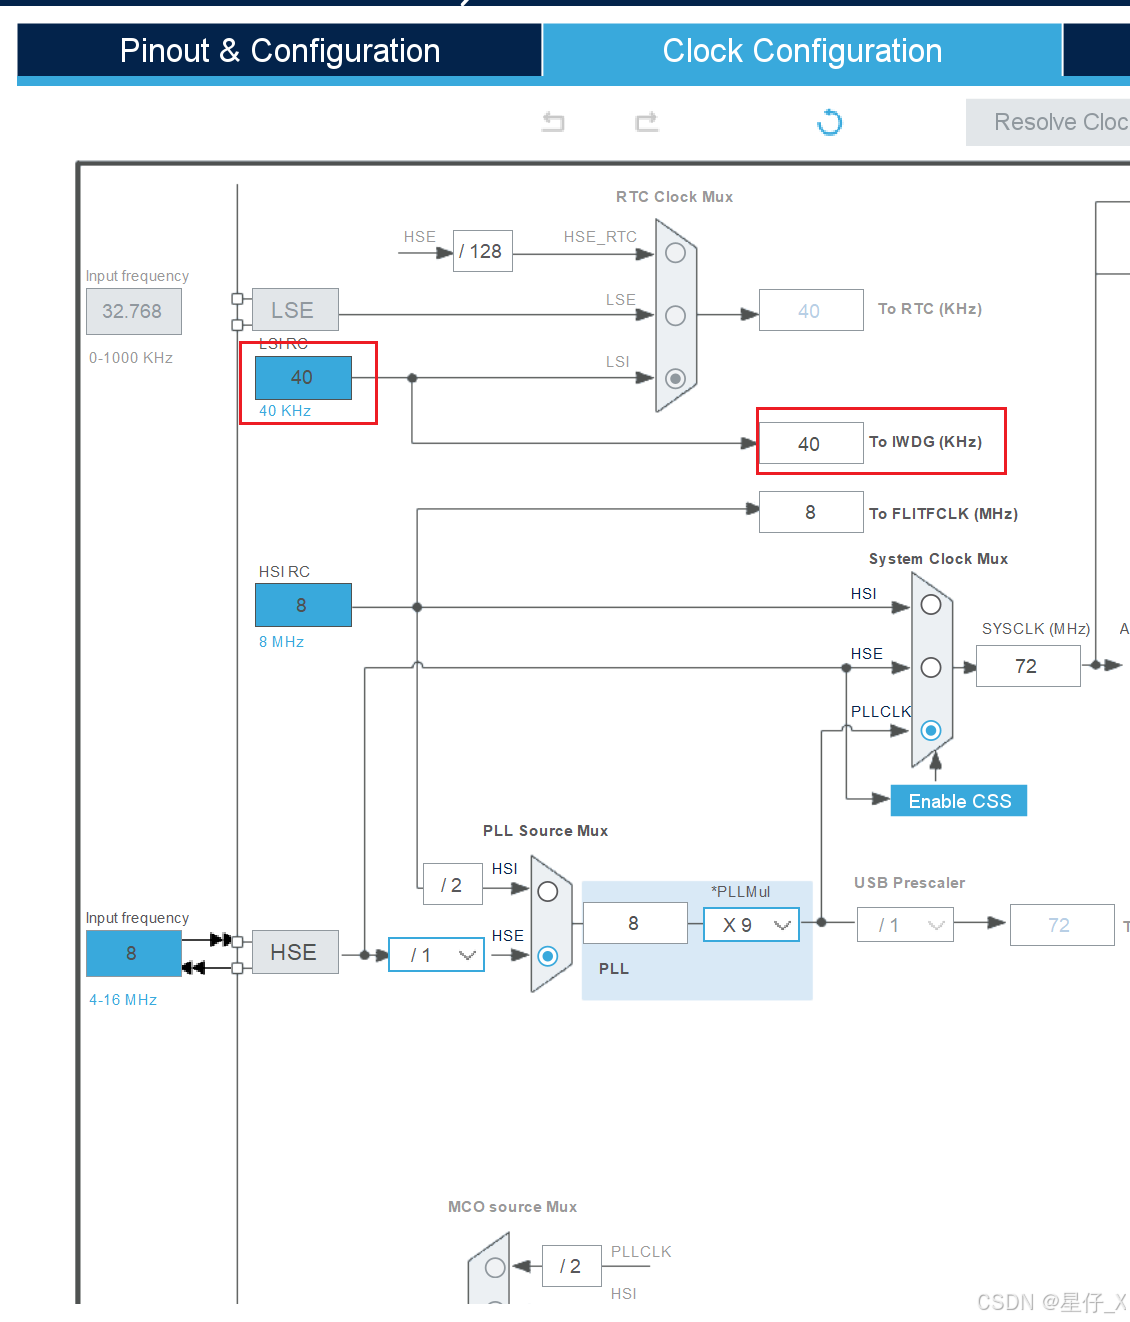 Pinout & Configuration
Clock Configuration
Resolve Cloc
RTC Clock Mux
HSE
/ 128
HSE_RTC
Input frequency
32.768
0-1000 KHz
LSE
LSE
40
To RTC (KHz)
LSI RC
40
40 KHz
LSI
40
To IWDG (KHz)
8
To FLITFCLK (MHz)
System Clock Mux
HSI RC
8
8 MHz
HSI
HSE
SYSCLK (MHz)
A
72
PLLCLK
Enable CSS
PLL Source Mux
HSI
/ 2
*PLLMul
USB Prescaler
Input frequency
8
4-16 MHz
HSE
/ 1
HSE
8
X 9
PLL
/ 1
72
T
MCO source Mux
PLLCLK
/ 2
HSI
CSDN @星仔_X